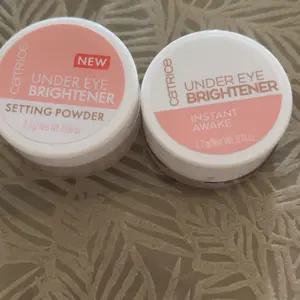 CATRICE
NEW
UNDER EYE
BRIGHTENER
SETTING POWDER
CATRICE
UNDER EYE
BRIGHTENER
INSTANT
AWAKE